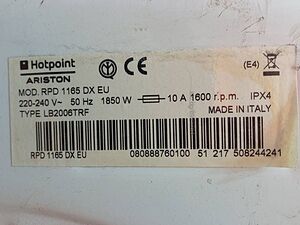 Hotpoint
ARISTON
CE
(E4)
MOD. RPD 1165 DX EU
220-240 V~ 50 Hz 1850 W 10 A 1600 r.p.m. IPX4
TYPE LB2006TRF MADE IN ITALY
RPD 1165 DX EU 080888760100 51 217 508244241